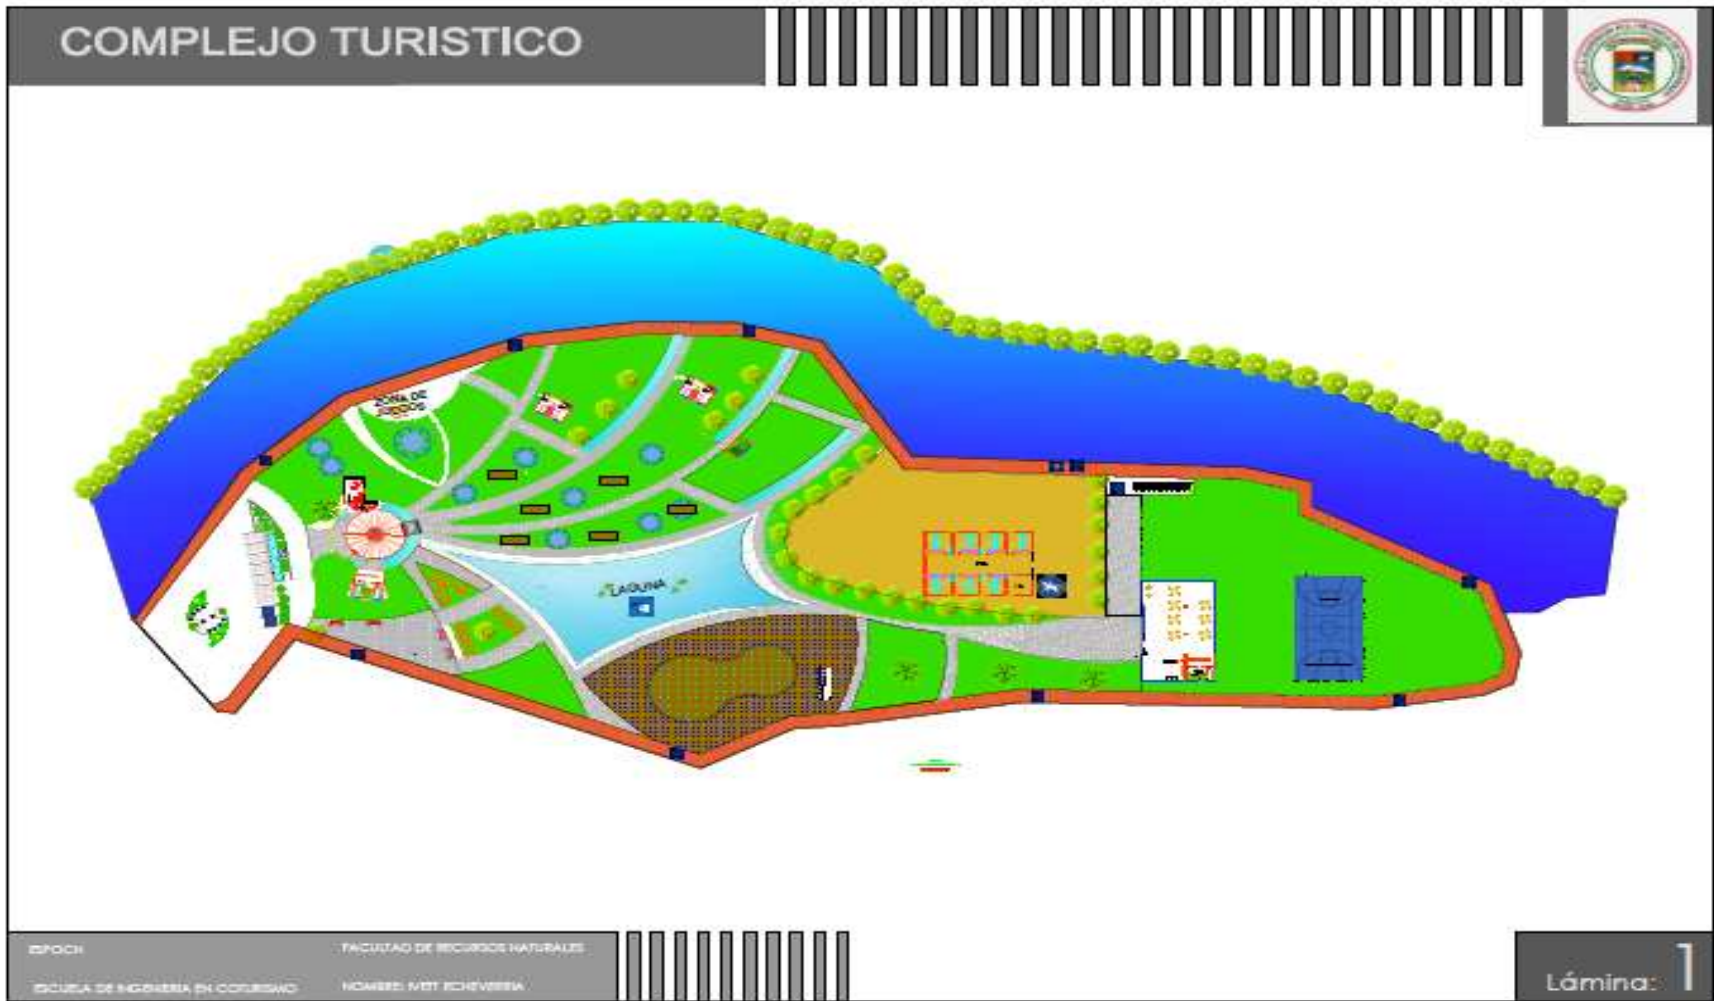 COMPLEJO TURISTICO
ZONA DE
JUEGOS
LAGUNA
ESPOCH
FACULTAD DE RECURSOS NATURALES
ESCUELA DE INGENIERIA EN
NOMBRE: IVETT ECHEVERRIA
Lámina: 1